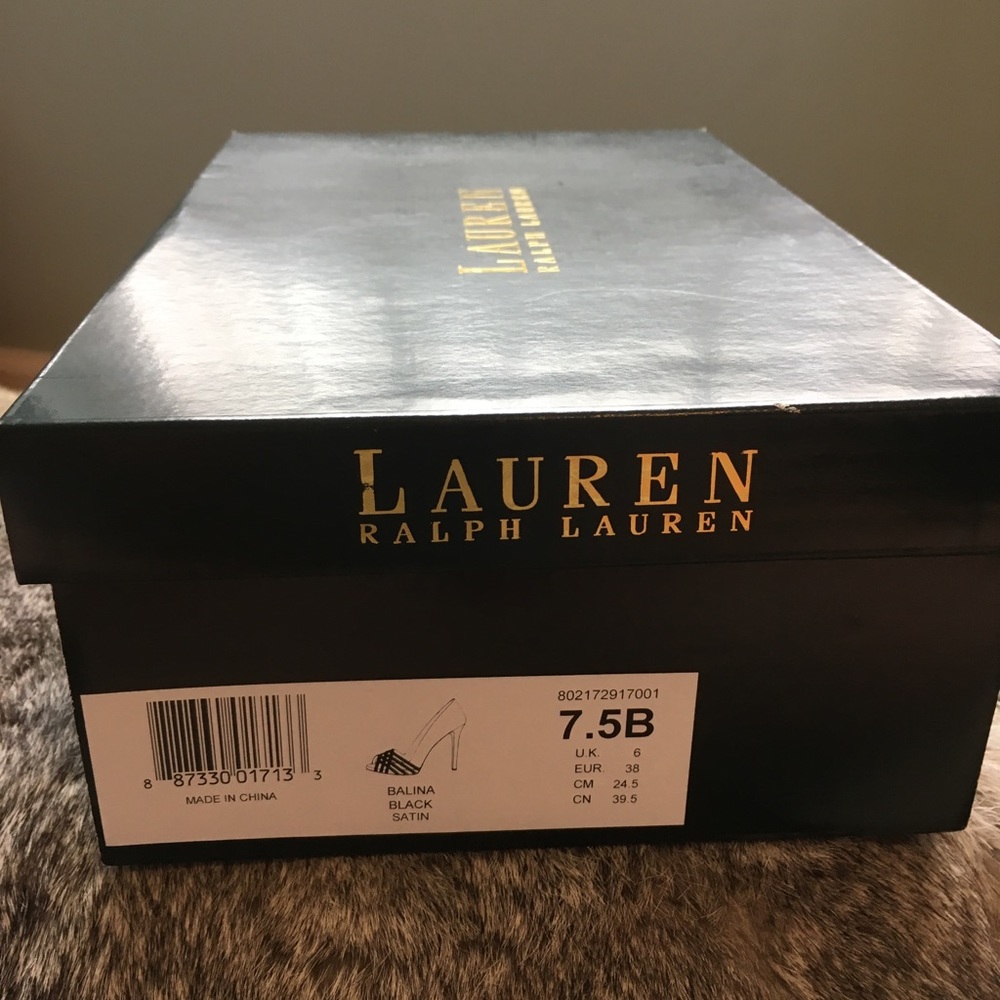 LAUREN
RALPH LAUREN
LAUREN
RALPH LAUREN
8 87330 01713 3
MADE IN CHINA
BALINA
BLACK
SATIN
802172917001
7.5B
U.K. 6
EUR. 38
CM 24.5
CN 39.5